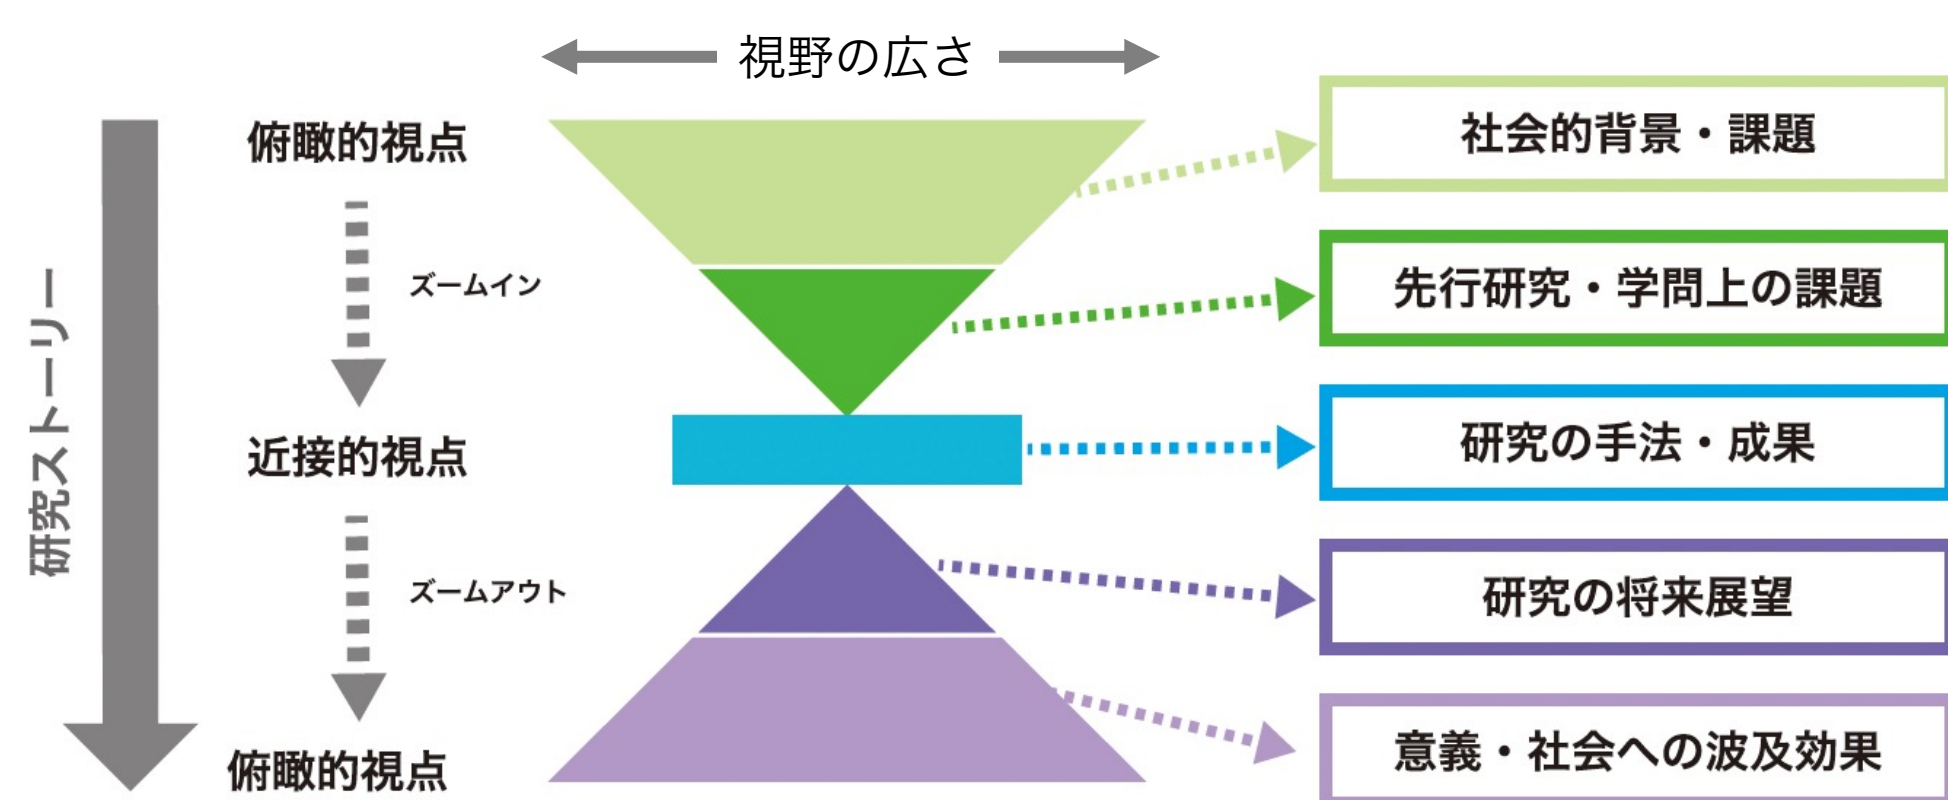 視野の広さ
研究ストーリー
俯瞰的視点
ズームイン
近接的視点
ズームアウト
俯瞰的視点
社会的背景・課題
先行研究・学問上の課題
研究の手法・成果
研究の将来展望
意義・社会への波及効果